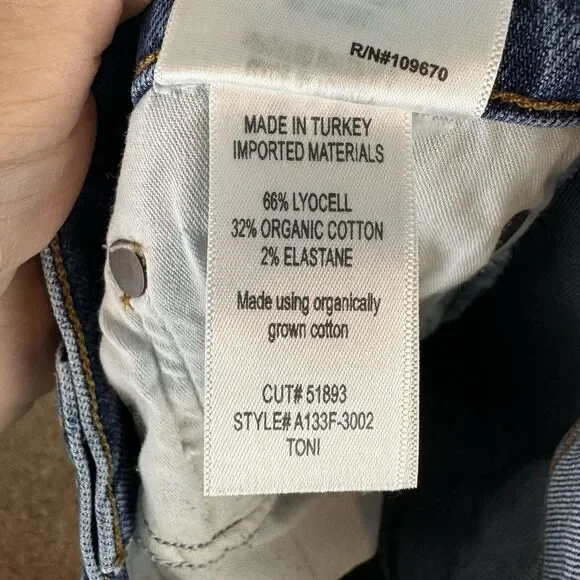 R/N#109670
MADE IN TURKEY
IMPORTED MATERIALS
66% LYOCELL
32% ORGANIC COTTON
2% ELASTANE
Made using organically
grown cotton
CUT# 51893
STYLE# A133F-3002
TONI